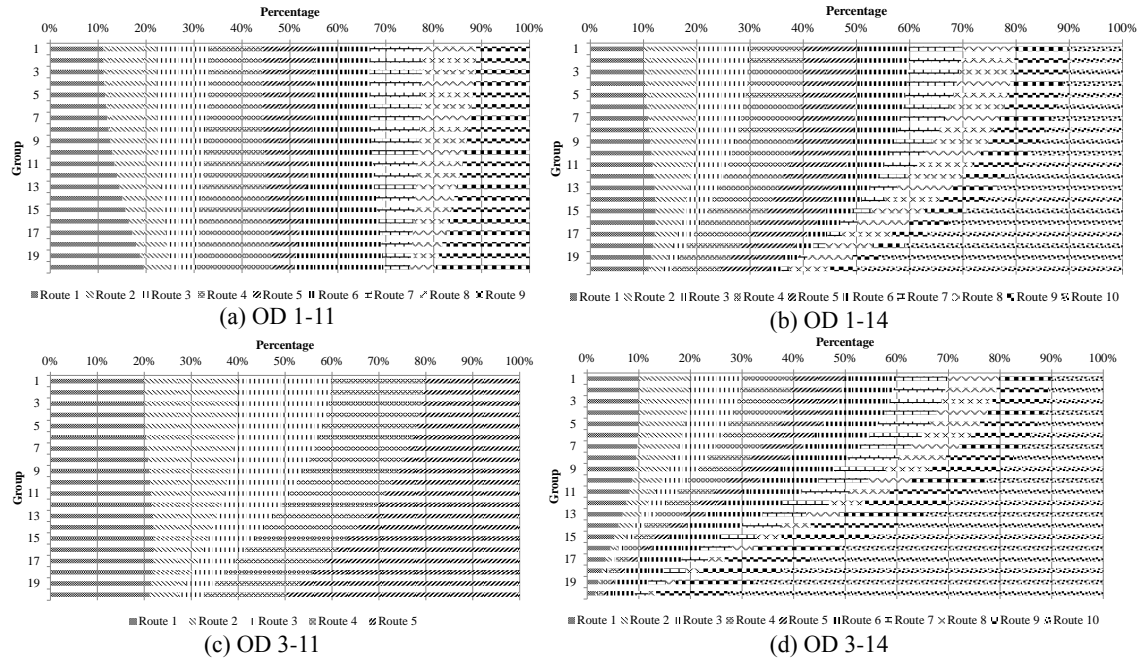 Percentage
0% 10% 20% 30% 40% 50% 60% 70% 80% 90% 100%
Group
1
3
5
7
9
11
13
15
17
19
Route 1 Route 2 Route 3 Route 4 Route 5 Route 6 Route 7 Route 8 Route 9
(a) OD 1-11
Percentage
0% 10% 20% 30% 40% 50% 60% 70% 80% 90% 100%
Group
1
3
5
7
9
11
13
15
17
19
Route 1 Route 2 Route 3 Route 4 Route 5 Route 6 Route 7 Route 8 Route 9 Route 10
(b) OD 1-14
Percentage
0% 10% 20% 30% 40% 50% 60% 70% 80% 90% 100%
Group
1
3
5
7
9
11
13
15
17
19
Route 1 Route 2 Route 3 Route 4 Route 5
(c) OD 3-11
Percentage
0% 10% 20% 30% 40% 50% 60% 70% 80% 90% 100%
Group
1
3
5
7
9
11
13
15
17
19
Route 1 Route 2 Route 3 Route 4 Route 5 Route 6 Route 7 Route 8 Route 9 Route 10
(d) OD 3-14